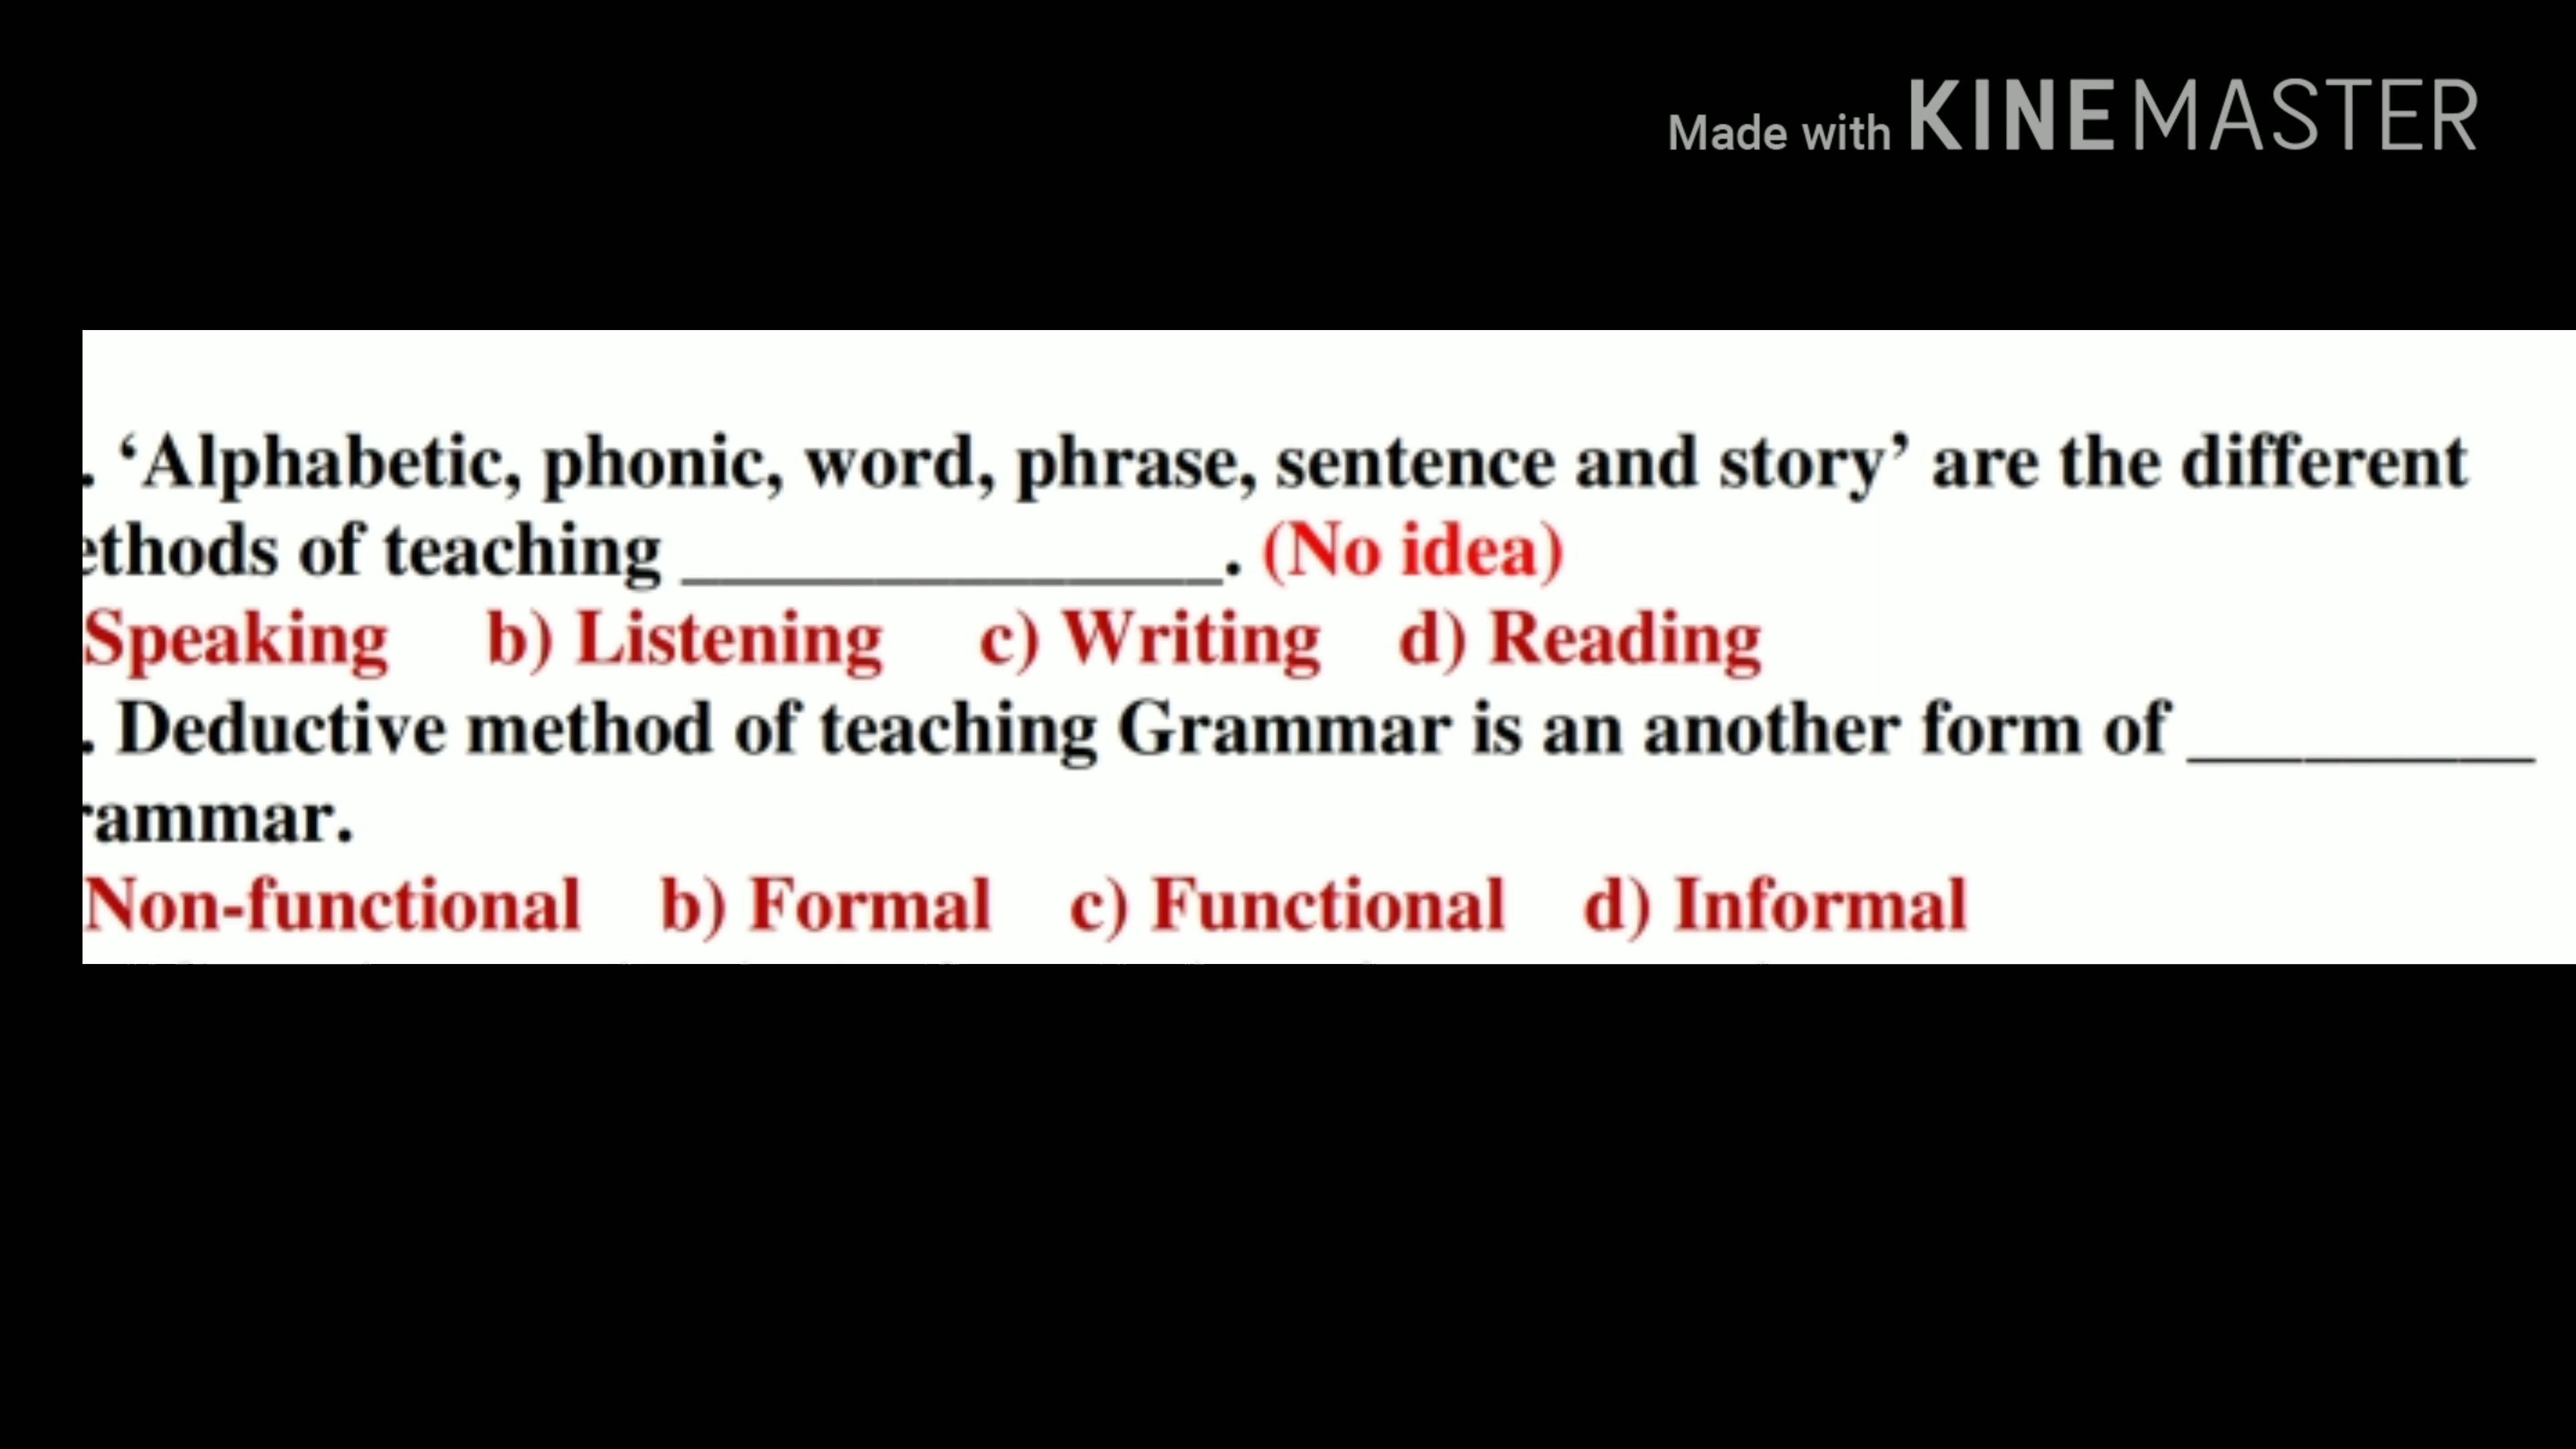 Made with KINEMASTER
. ‘Alphabetic, phonic, word, phrase, sentence and story’ are the different
ethods of teaching ______________. (No idea)
Speaking b) Listening c) Writing d) Reading
. Deductive method of teaching Grammar is an another form of _________
rammar.
Non-functional b) Formal c) Functional d) Informal